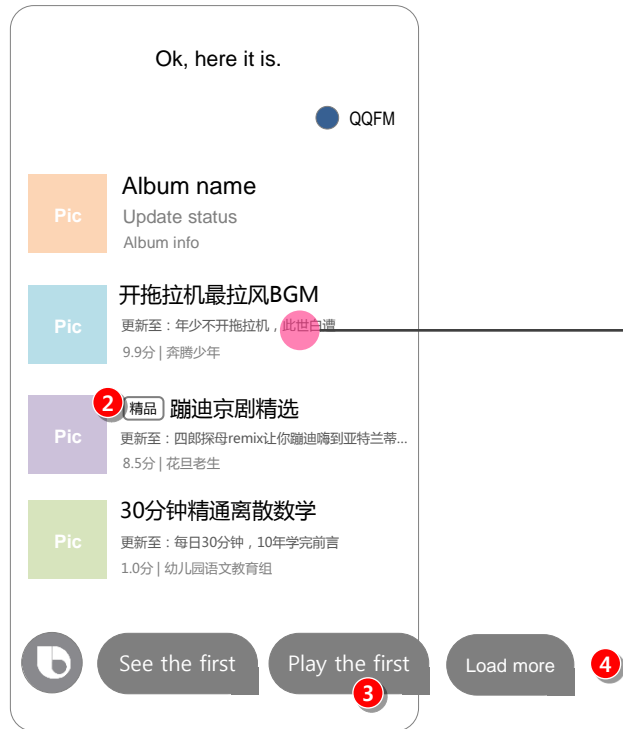 Ok, here it is.
QQFM
Pic
Album name
Update status
Album info
Pic
开拖拉机最拉风BGM
更新至：年少不开拖拉机，此世白遭
9.9分 | 奔腾少年
2
Pic
精品 蹦迪京剧精选
更新至：四郎探母remix让你蹦迪嗨到亚特兰蒂...
8.5分 | 花旦老生
Pic
30分钟精通离散数学
更新至：每日30分钟，10年学完前言
1.0分 | 幼儿园语文教育组
See the first
Play the first
Load more
4
3